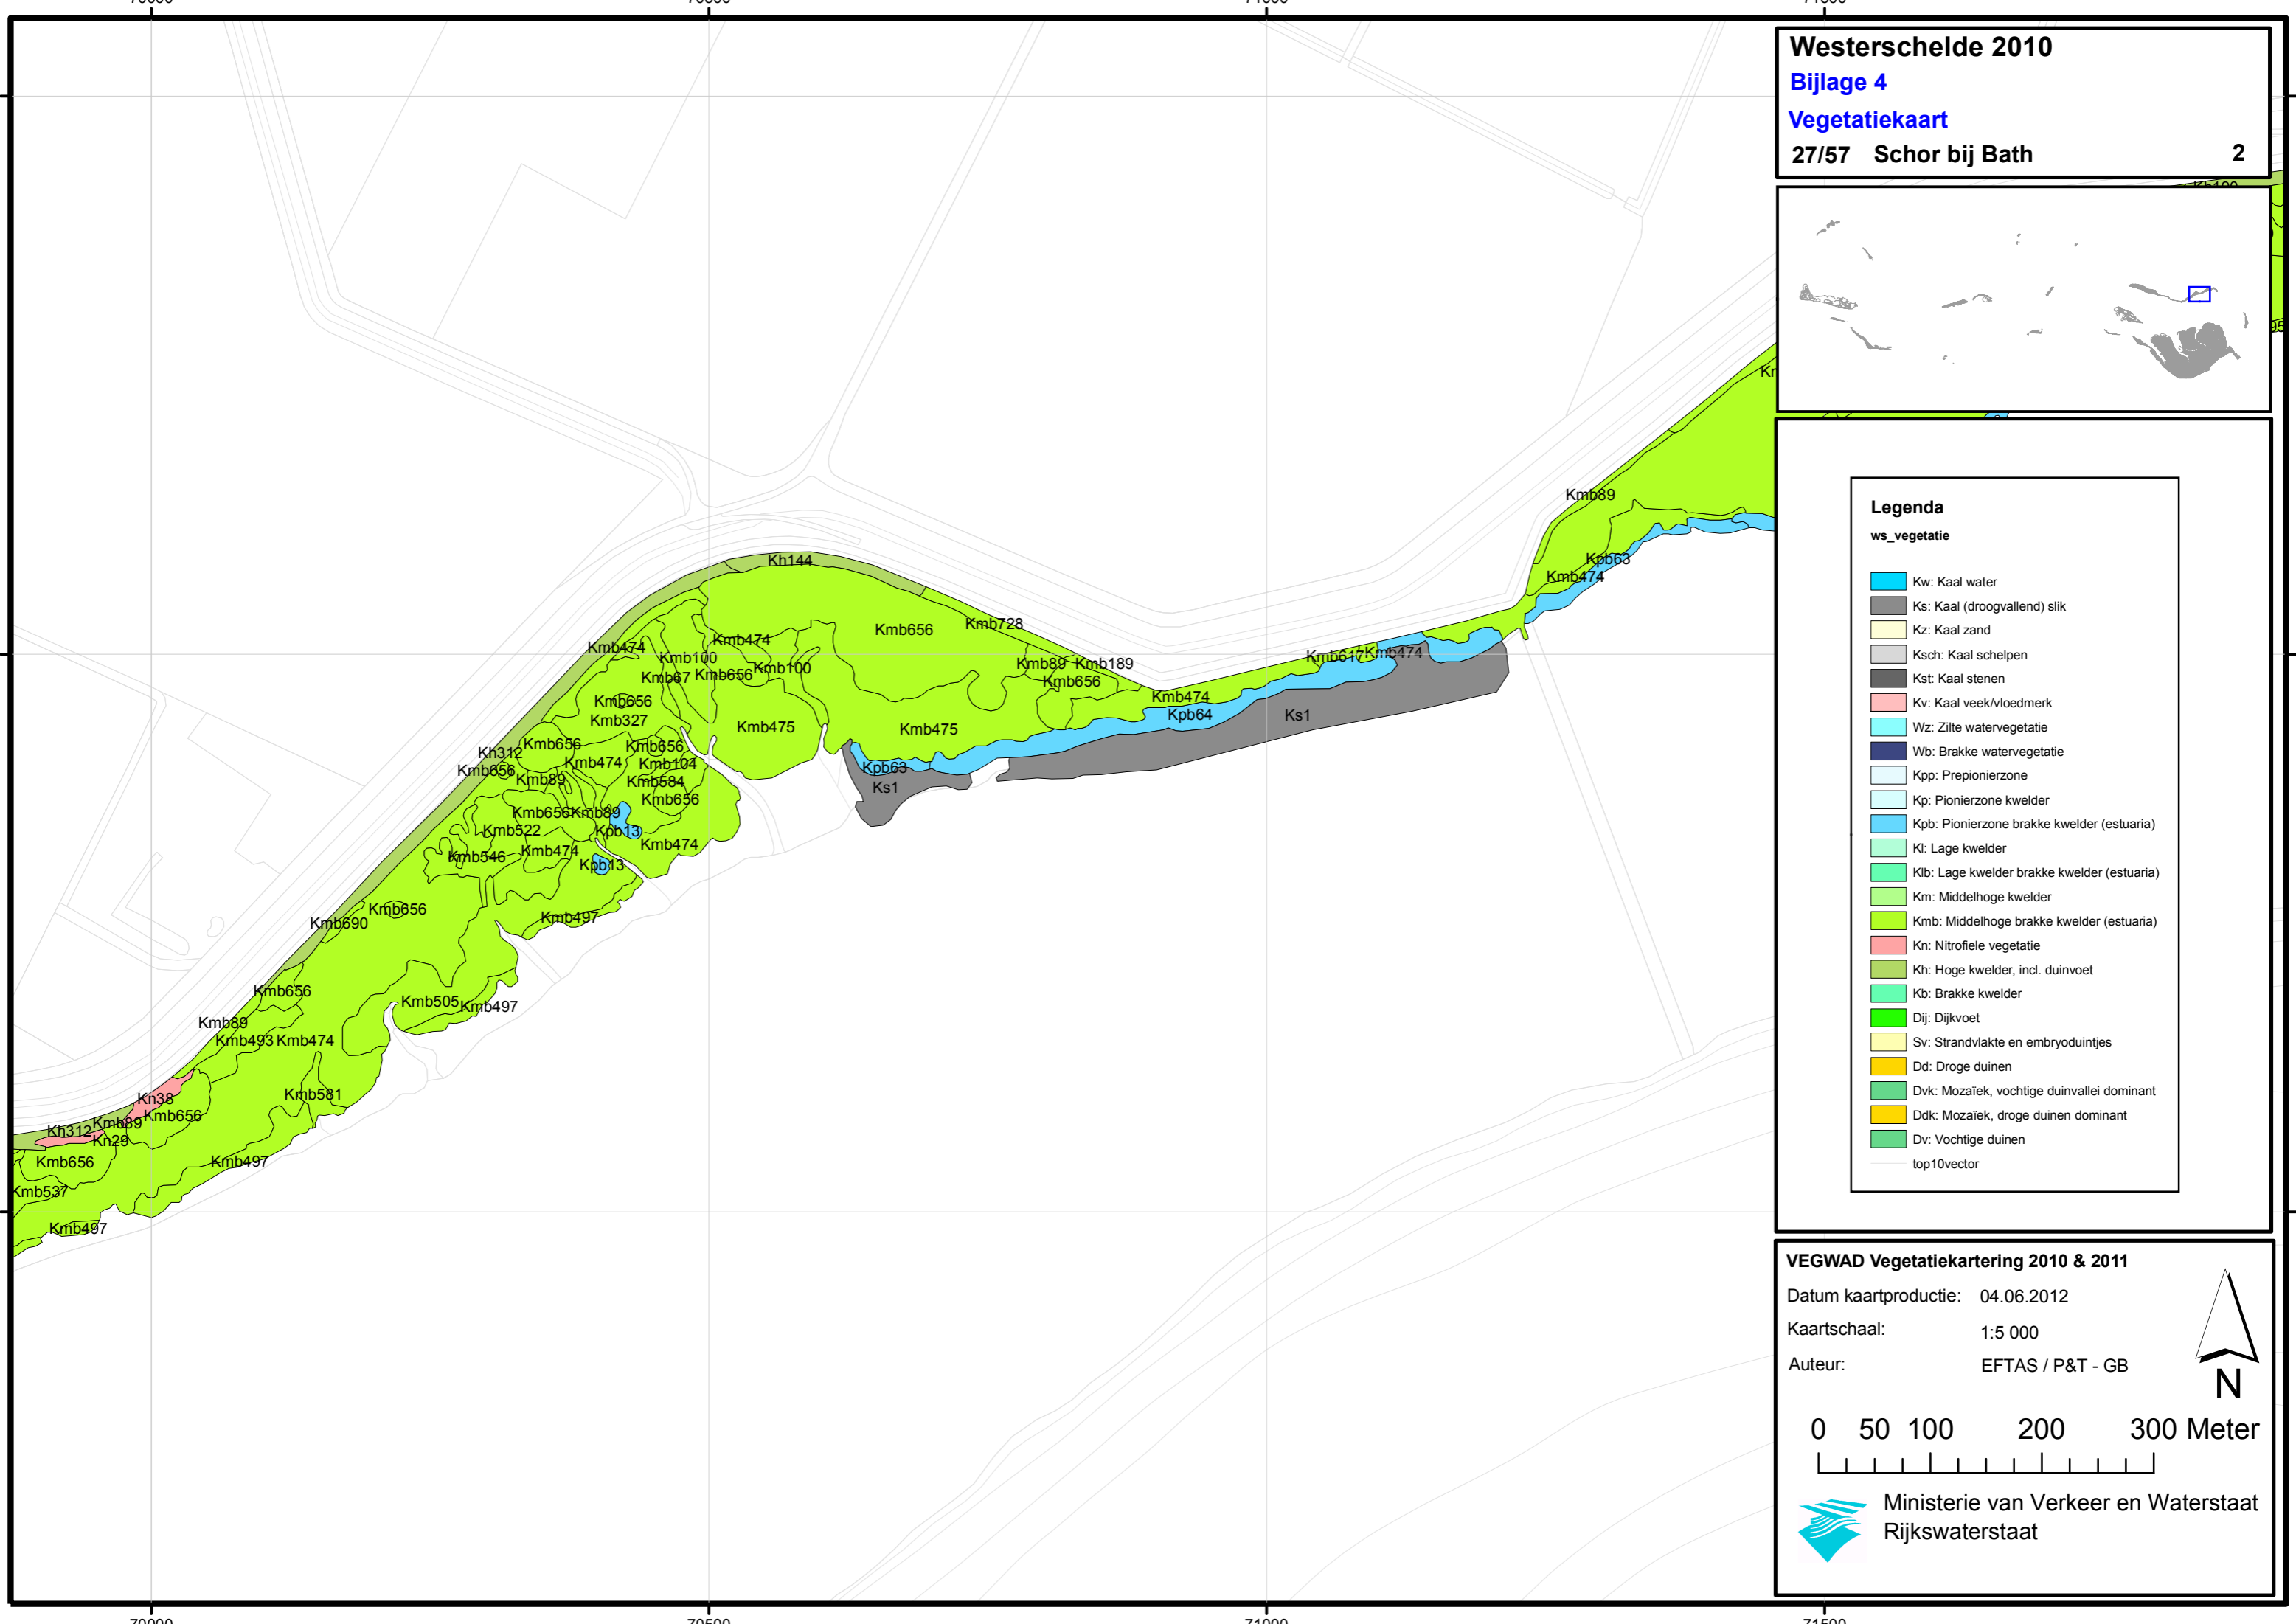 Westerschelde 2010
Bijlage 4
Vegetatiekaart
27/57 Schor bij Bath 2
Kmb89
Kpb63
Kmb474
Kh144
Kmb656
Kmb728
Kmb474
Kmb474
Kmb100
Kmb656
Kmb100
Kmb67
Kmb89
Kmb189
Kmb656
Kmb617
Kmb474
Kmb656
Kmb327
Kmb475
Kmb475
Kmb474
Kpb64
Ks1
Kh312
Kmb656
Kmb656
Kmb656
Kmb474
Kmb104
Kmb89
Kmb584
Kmb656
Kpb63
Ks1
Kmb656
Kmb89
Kmb522
Kpb13
Kmb474
Kmb546
Kmb474
Kpb13
Kmb656
Kmb690
Kmb497
Kmb656
Kmb505
Kmb497
Kmb89
Kmb493
Kmb474
Kmb581
Kn38
Kmb656
Kmb89
Kh312
Kn29
Kmb656
Kmb497
Kmb537
Kmb497
Legenda
ws_vegetatie
Kw: Kaal water
Ks: Kaal (droogvallend) slik
Kz: Kaal zand
Ksch: Kaal schelpen
Kst: Kaal stenen
Kv: Kaal veek/vloedmerk
Wz: Zilte watervegetatie
Wb: Brakke watervegetatie
Kpp: Prepionierzone
Kp: Pionierzone kwelder
Kpb: Pionierzone brakke kwelder (estuaria)
Kl: Lage kwelder
Klb: Lage kwelder brakke kwelder (estuaria)
Km: Middelhoge kwelder
Kmb: Middelhoge brakke kwelder (estuaria)
Kn: Nitrofiele vegetatie
Kh: Hoge kwelder, incl. duinvoet
Kb: Brakke kwelder
Dij: Dijkvoet
Sv: Strandvlakte en embryoduintjes
Dd: Droge duinen
Dvk: Mozaïek, vochtige duinvallei dominant
Ddk: Mozaïek, droge duinen dominant
Dv: Vochtige duinen
top10vector
VEGWAD Vegetatiekartering 2010 & 2011
Datum kaartproductie: 04.06.2012
Kaartschaal: 1:5 000
Auteur: EFTAS / P&T - GB
N
0 50 100 200 300 Meter
Ministerie van Verkeer en Waterstaat
Rijkswaterstaat